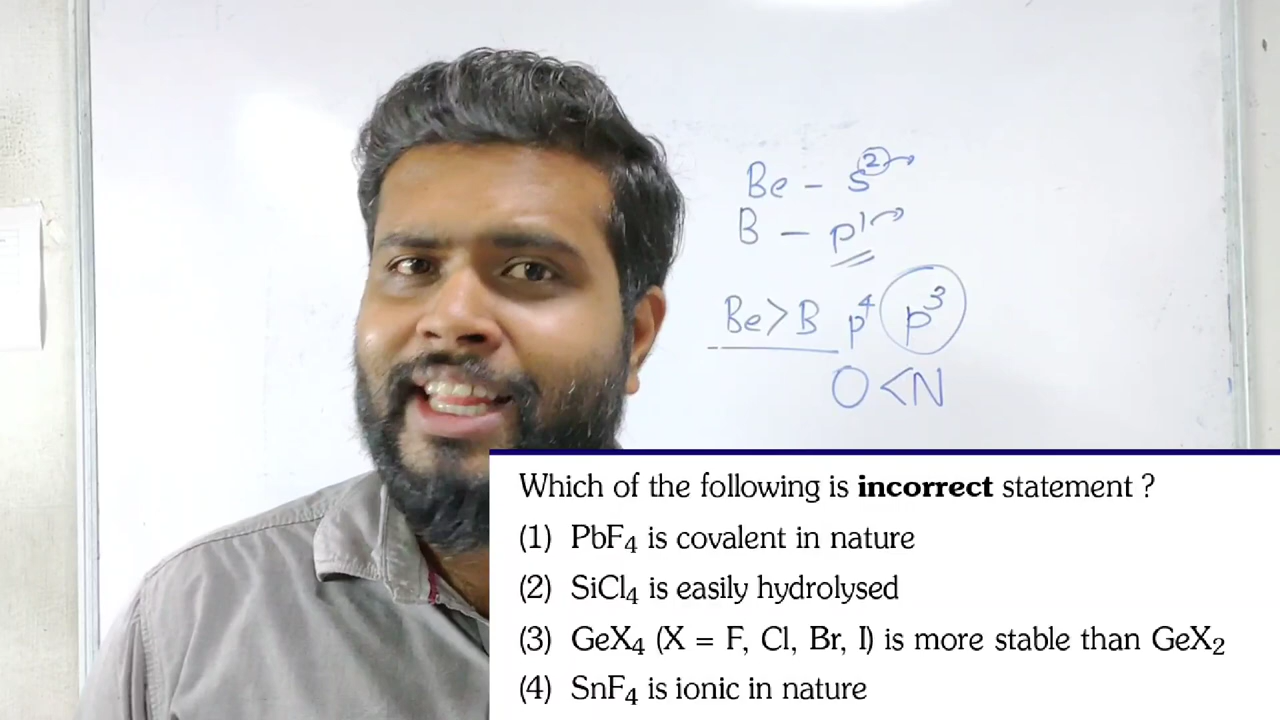 Be - s²
B - p¹
Be > B p⁴ p³
O < N
Which of the following is incorrect statement ?
(1) PbF₄ is covalent in nature
(2) SiCl₄ is easily hydrolysed
(3) GeX₄ (X = F, Cl, Br, I) is more stable than GeX₂
(4) SnF₄ is ionic in nature